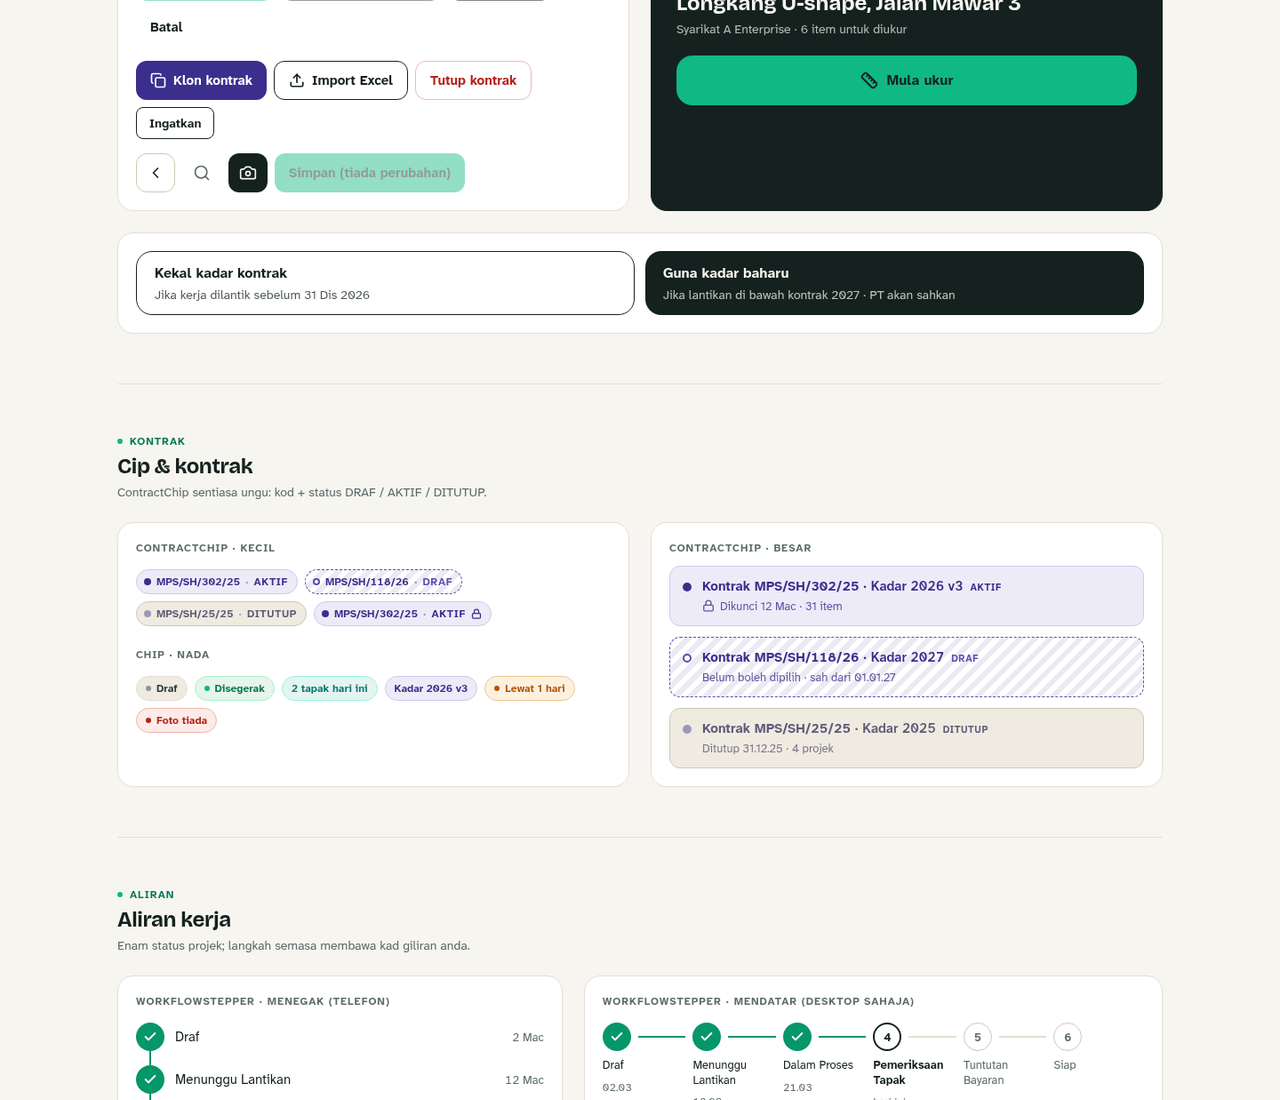 Batal
Klon kontrak
Import Excel
Tutup kontrak
Ingatkan
Simpan (tiada perubahan)
Longkang U-shape, Jalan Mawar 3
Syarikat A Enterprise · 6 item untuk diukur
Mula ukur
Kekal kadar kontrak
Jika kerja dilantik sebelum 31 Dis 2026
Guna kadar baharu
Jika lantikan di bawah kontrak 2027 · PT akan sahkan
KONTRAK
Cip & kontrak
ContractChip sentiasa ungu: kod + status DRAF / AKTIF / DITUTUP.
CONTRACTCHIP · KECIL
MPS/SH/302/25 · AKTIF
MPS/SH/118/26 · DRAF
MPS/SH/25/25 · DITUTUP
MPS/SH/302/25 · AKTIF
CHIP · NADA
Draf
Disegerak
2 tapak hari ini
Kadar 2026 v3
Lewat 1 hari
Foto tiada
CONTRACTCHIP · BESAR
Kontrak MPS/SH/302/25 · Kadar 2026 v3 AKTIF
Dikunci 12 Mac · 31 item
Kontrak MPS/SH/118/26 · Kadar 2027 DRAF
Belum boleh dipilih · sah dari 01.01.27
Kontrak MPS/SH/25/25 · Kadar 2025 DITUTUP
Ditutup 31.12.25 · 4 projek
ALIRAN
Aliran kerja
Enam status projek; langkah semasa membawa kad giliran anda.
WORKFLOWSTEPPER · MENEGAK (TELEFON)
Draf 2 Mac
Menunggu Lantikan 12 Mac
WORKFLOWSTEPPER · MENDATAR (DESKTOP SAHAJA)
4 5 6
Draf
02.03
Menunggu
Lantikan
Dalam Proses
21.03
Pemeriksaan
Tapak
Tuntutan
Bayaran
Siap